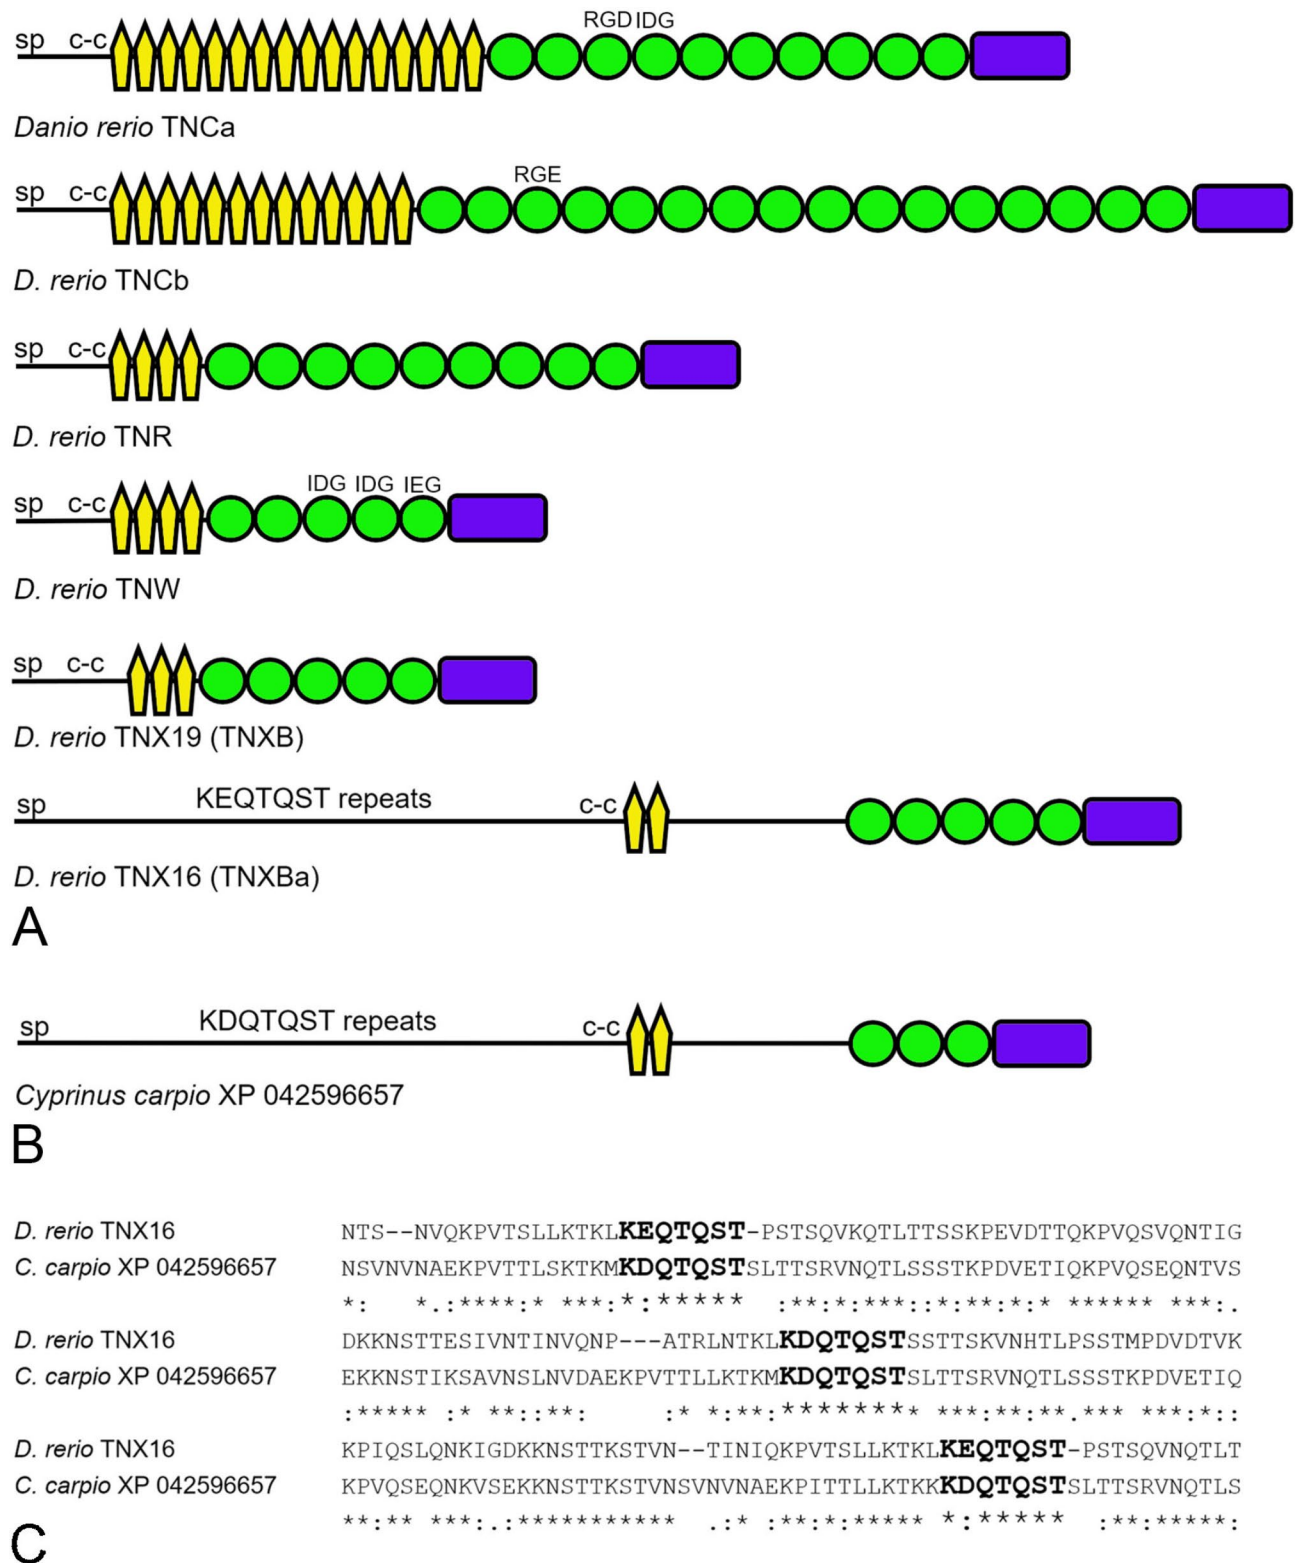 RGD IDG
sp c-c
Danio rerio TNCa
RGE
sp c-c
D. rerio TNCb
sp c-c
D. rerio TNR
IDG IDG IEG
sp c-c
D. rerio TNW
sp c-c
D. rerio TNX19 (TNXB)
sp KEQTQST repeats c-c
D. rerio TNX16 (TNXBa)
A
sp KDQTQST repeats c-c
Cyprinus carpio XP 042596657
B
D. rerio TNX16 NTS--NVQKPVTSLLKTKLKEQTQST-PSTSQVKQTLTTSSKPEVDTTQKPVQSVQNTIG
C. carpio XP 042596657 NSVNVNAEKPVTTLSKTKMKDQTQSTSLTTSRVNQTLSSSTKPDVETIQKPVQSEQNTVS
*: *.:****:* ***:*:***** :**:*:***:**:**:*:* ****** ***:.
D. rerio TNX16 DKKNSTTESIVNTINVQNP---ATRLNTKLKDQTQSTSSTTSKVNHTLPSSTMPDVDTVK
C. carpio XP 042596657 EKKNSTIKSAVNSLNVDAEKPVTTLLKTKMKDQTQSTSLTTSRVNQTLSSSTKPDVETIQ
:***** :* **::**: :* *:**:******** ***:**:**.*** ***:*::
D. rerio TNX16 KPIQSLQNKIGDKKNSTTKSTVN--TINIQKPVTSLLKTKLKEQTQST-PSTSQVNQTLT
C. carpio XP 042596657 KPVQSEQNKVSEKKNSTTKSTVNSVNVNAEKPITTLLKTKKKDQTQSTSLTTSRVNQTLS
**:** ***:.:*********** .:* :**:*:***** *:***** :**:*****:
C